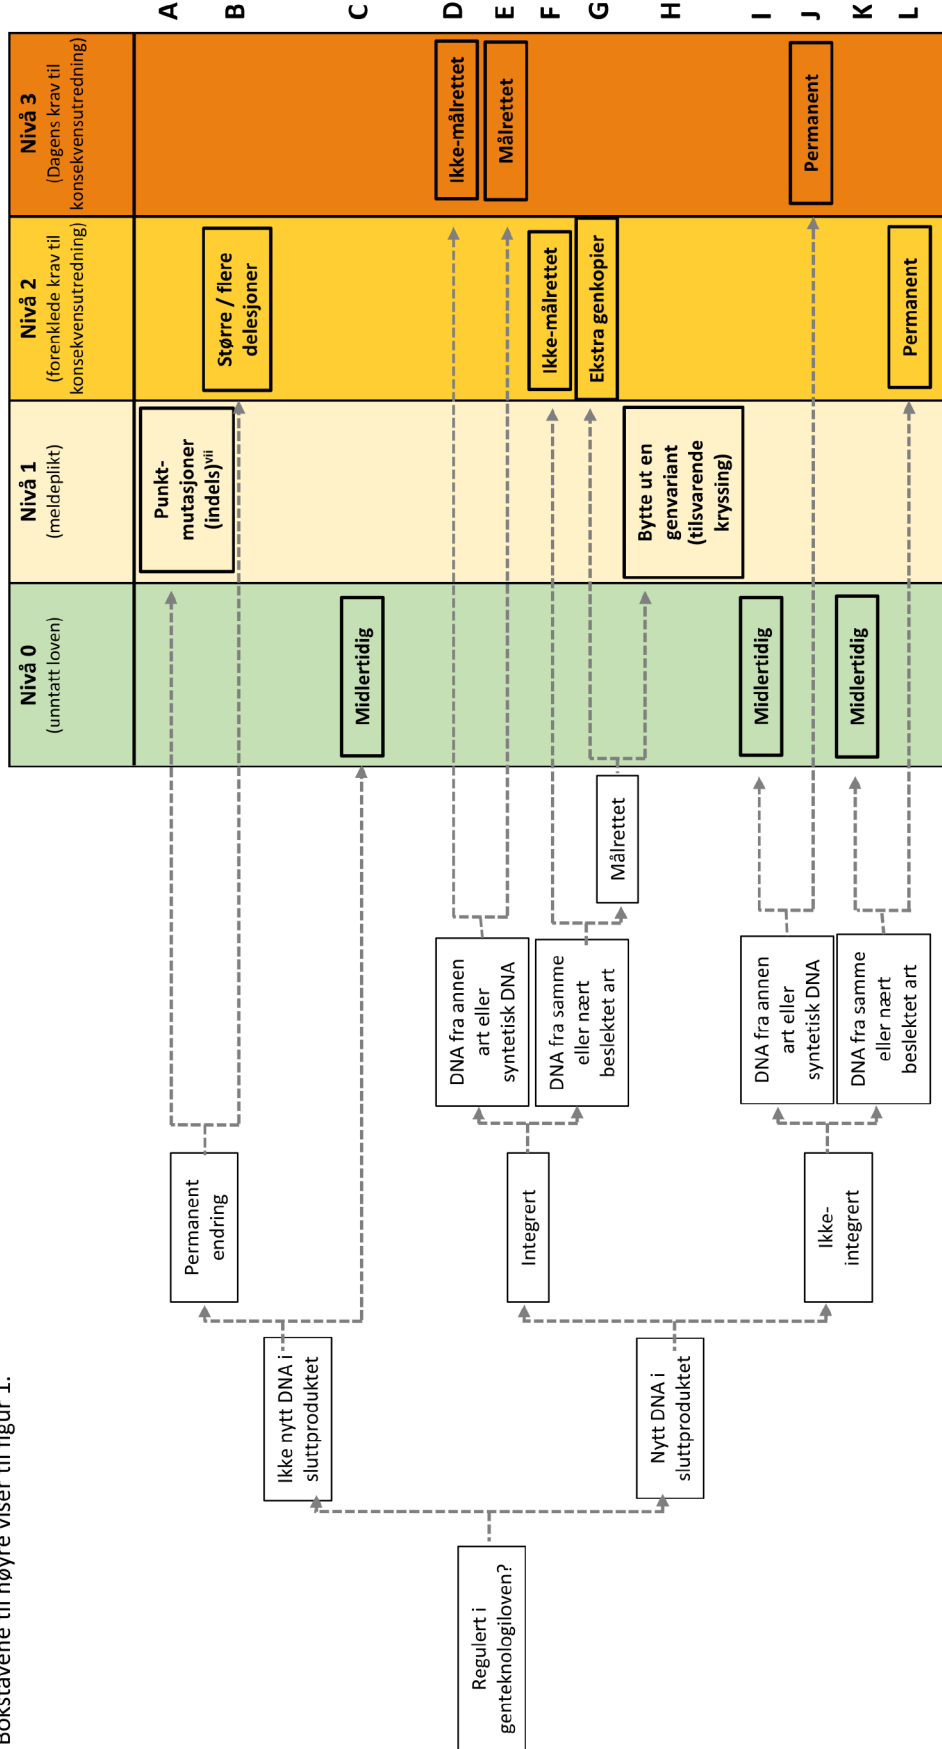 Bokstavene til høyre viser til figur 1.
Nivå 0
(unntatt loven)
Nivå 1
(meldeplikt)
Nivå 2
(forenklede krav til
konsekvensutredning)
Nivå 3
(Dagens krav til
konsekvensutredning)
Regulert i
genteknologiloven?
Ikke nytt DNA i
sluttproduktet
Permanent
endring
Punkt-
mutasjoner
(indels)ᵛⁱⁱ
A
Større / flere
delesjoner
B
Midlertidig
C
Nytt DNA i
sluttproduktet
Integrert
DNA fra annen
art eller
syntetisk DNA
Ikke-målrettet
D
Målrettet
E
DNA fra samme
eller nært
beslektet art
Ikke-målrettet
F
Målrettet
Ekstra genkopier
G
Bytte ut en
genvariant
(tilsvarende
kryssing)
H
Ikke-
integrert
DNA fra annen
art eller
syntetisk DNA
Midlertidig
I
Permanent
J
DNA fra samme
eller nært
beslektet art
Midlertidig
K
Permanent
L